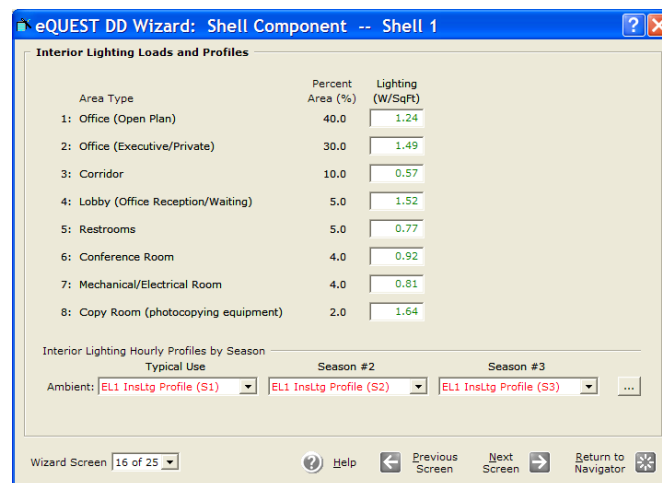 eQUEST DD Wizard: Shell Component -- Shell 1
Interior Lighting Loads and Profiles
Area Type Percent Area (%) Lighting (W/SqFt)
1: Office (Open Plan) 40.0 1.24
2: Office (Executive/Private) 30.0 1.49
3: Corridor 10.0 0.57
4: Lobby (Office Reception/Waiting) 5.0 1.52
5: Restrooms 5.0 0.77
6: Conference Room 4.0 0.92
7: Mechanical/Electrical Room 4.0 0.81
8: Copy Room (photocopying equipment) 2.0 1.64
Interior Lighting Hourly Profiles by Season
Typical Use Season #2 Season #3
Ambient: EL1 InsLtg Profile (S1) EL1 InsLtg Profile (S2) EL1 InsLtg Profile (S3) ...
Wizard Screen 16 of 25 ? Help Previous Screen Next Screen Return to Navigator